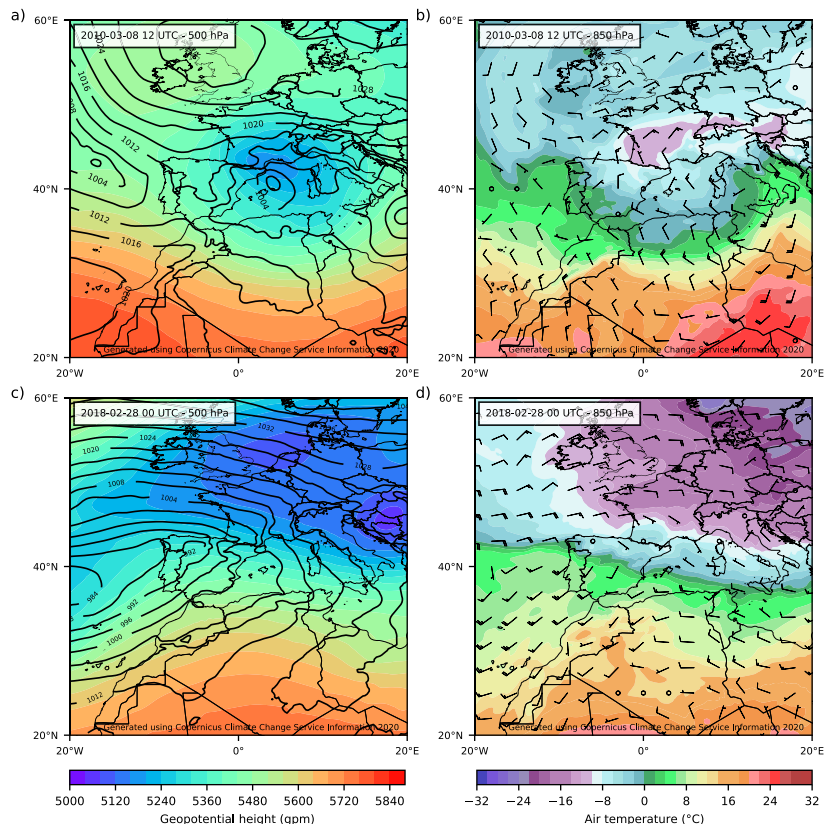 a)
b)
60°E
60°E
2010-03-08 12 UTC - 500 hPa
2010-03-08 12 UTC - 850 hPa
1024
1016
1028
1020
1012
1004
1004
1012
1016
1020
40°N
40°N
20°N
20°N
Generated using Copernicus Climate Change Service Information 2020
Generated using Copernicus Climate Change Service Information 2020
20°W
0°
20°E
20°W
0°
20°E
c)
d)
60°E
60°E
2018-02-28 00 UTC - 500 hPa
2018-02-28 00 UTC - 850 hPa
1032
1024
1020
1028
1008
1004
992
984
992
996
1000
1012
40°N
40°N
20°N
20°N
Generated using Copernicus Climate Change Service Information 2020
Generated using Copernicus Climate Change Service Information 2020
20°W
0°
20°E
20°W
0°
20°E
5000 5120 5240 5360 5480 5600 5720 5840
Geopotential height (gpm)
−32 −24 −16 −8 0 8 16 24 32
Air temperature (°C)